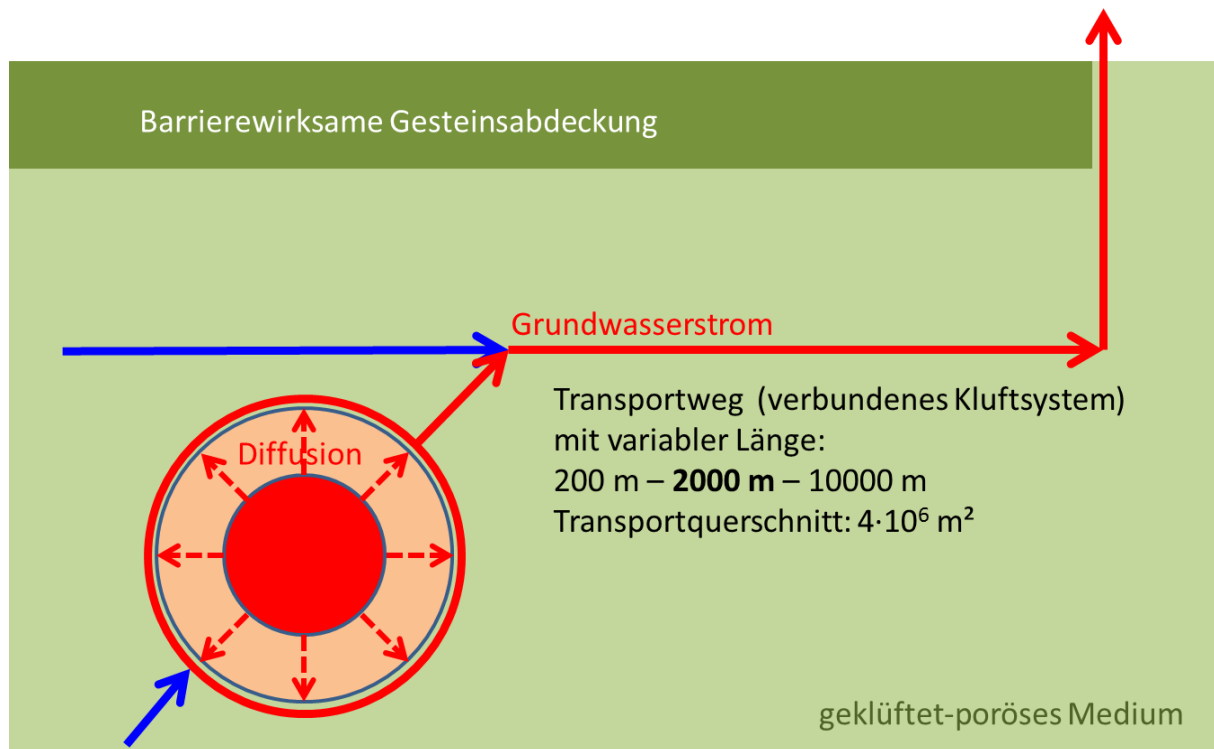 Barrierewirksame Gesteinsabdeckung
Grundwasserstrom
Transportweg (verbundenes Kluftsystem)
mit variabler Länge:
200 m – 2000 m – 10000 m
Transportquerschnitt: 4·10⁶ m²
Diffusion
geklüftet-poröses Medium